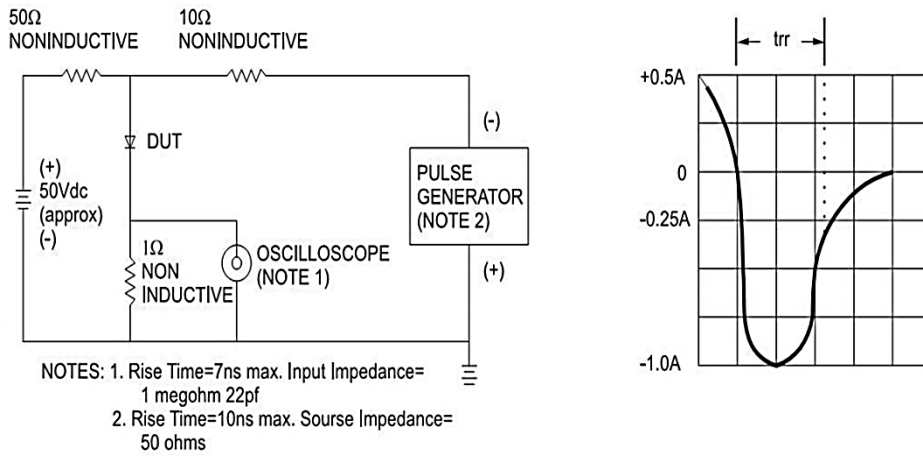 50Ω
NONINDUCTIVE
10Ω
NONINDUCTIVE
DUT
(+)
50Vdc
(approx)
(-)
1Ω
NON
INDUCTIVE
OSCILLOSCOPE
(NOTE 1)
(-)
PULSE
GENERATOR
(NOTE 2)
(+)
NOTES: 1. Rise Time=7ns max. Input Impedance=
1 megohm 22pf
2. Rise Time=10ns max. Sourse Impedance=
50 ohms
trr
+0.5A
0
-0.25A
-1.0A